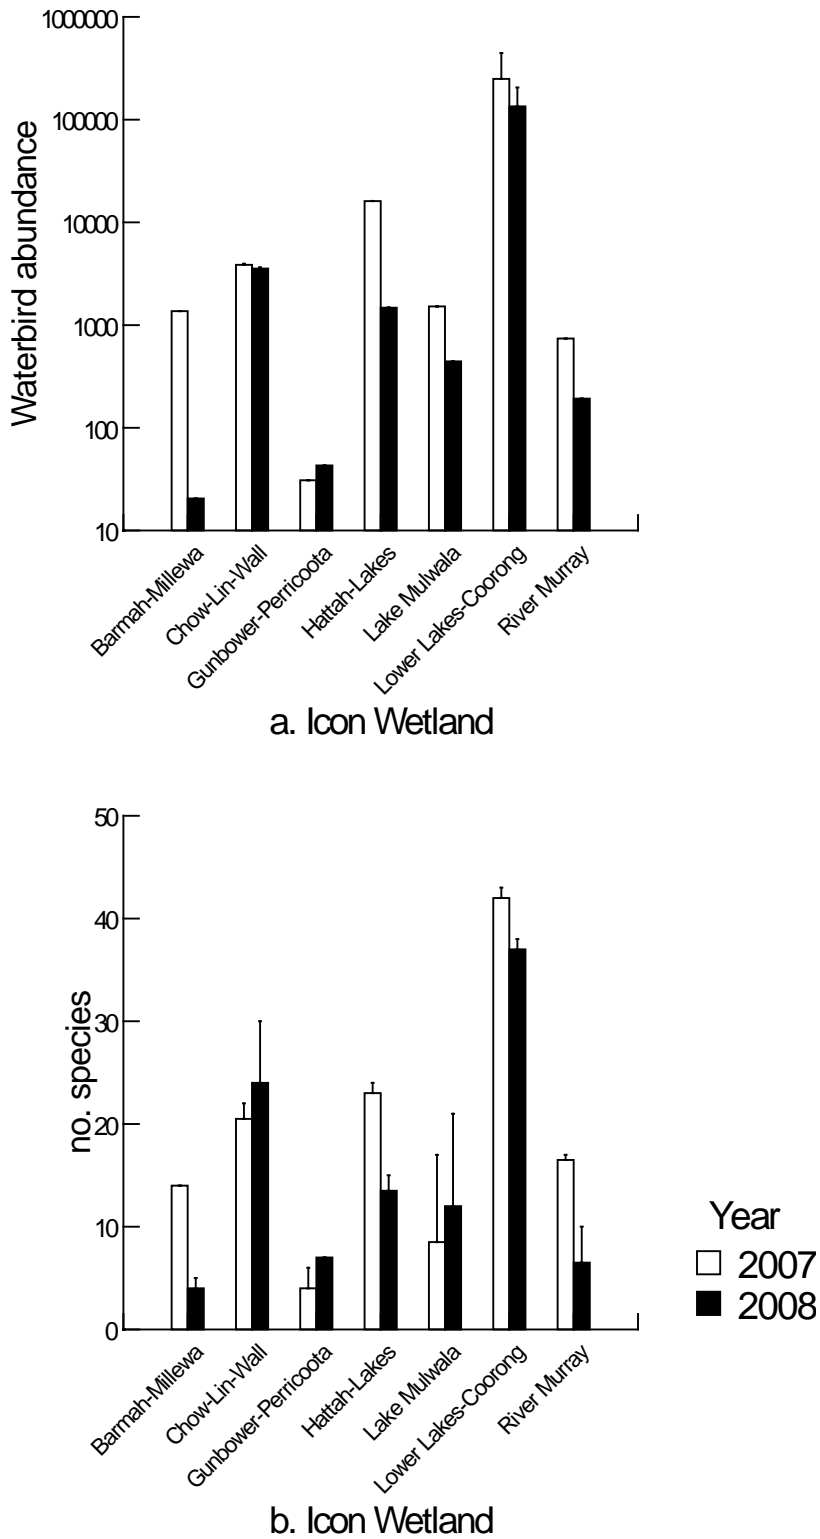 1000000
100000
10000
1000
100
10
Waterbird abundance
Barmah-Millewa
Chow-Lin-Wall
Gunbower-Perricoota
Hattah-Lakes
Lake Mulwala
Lower Lakes-Coorong
River Murray
a. Icon Wetland
50
40
30
20
10
0
no. species
Barmah-Millewa
Chow-Lin-Wall
Gunbower-Perricoota
Hattah-Lakes
Lake Mulwala
Lower Lakes-Coorong
River Murray
b. Icon Wetland
Year
2007
2008